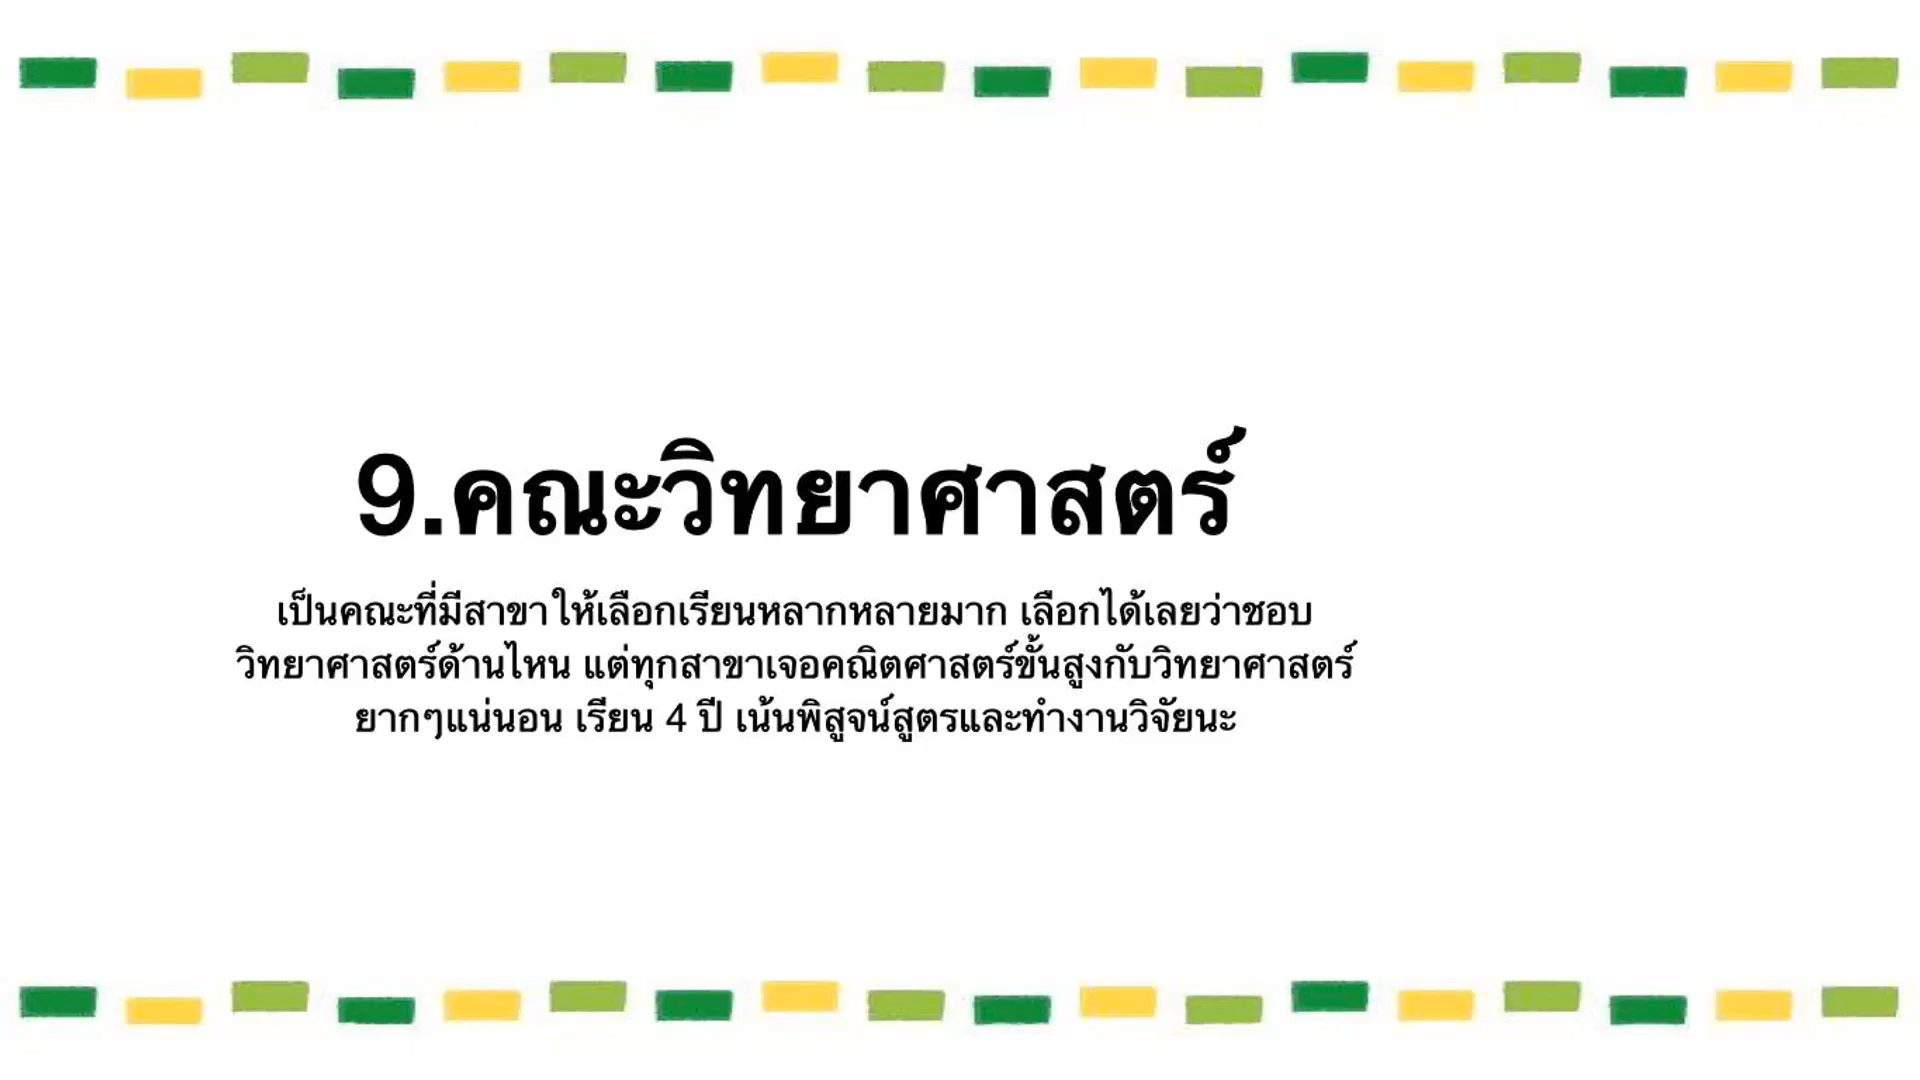 9.คณะวิทยาศาสตร์
เป็นคณะที่มีสาขาให้เลือกเรียนหลากหลายมาก เลือกได้เลยว่าชอบ
วิทยาศาสตร์ด้านไหน แต่ทุกสาขาเจอคณิตศาสตร์ขั้นสูงกับวิทยาศาสตร์
ยากๆแน่นอน เรียน 4 ปี เน้นพิสูจน์สูตรและทำงานวิจัยนะ